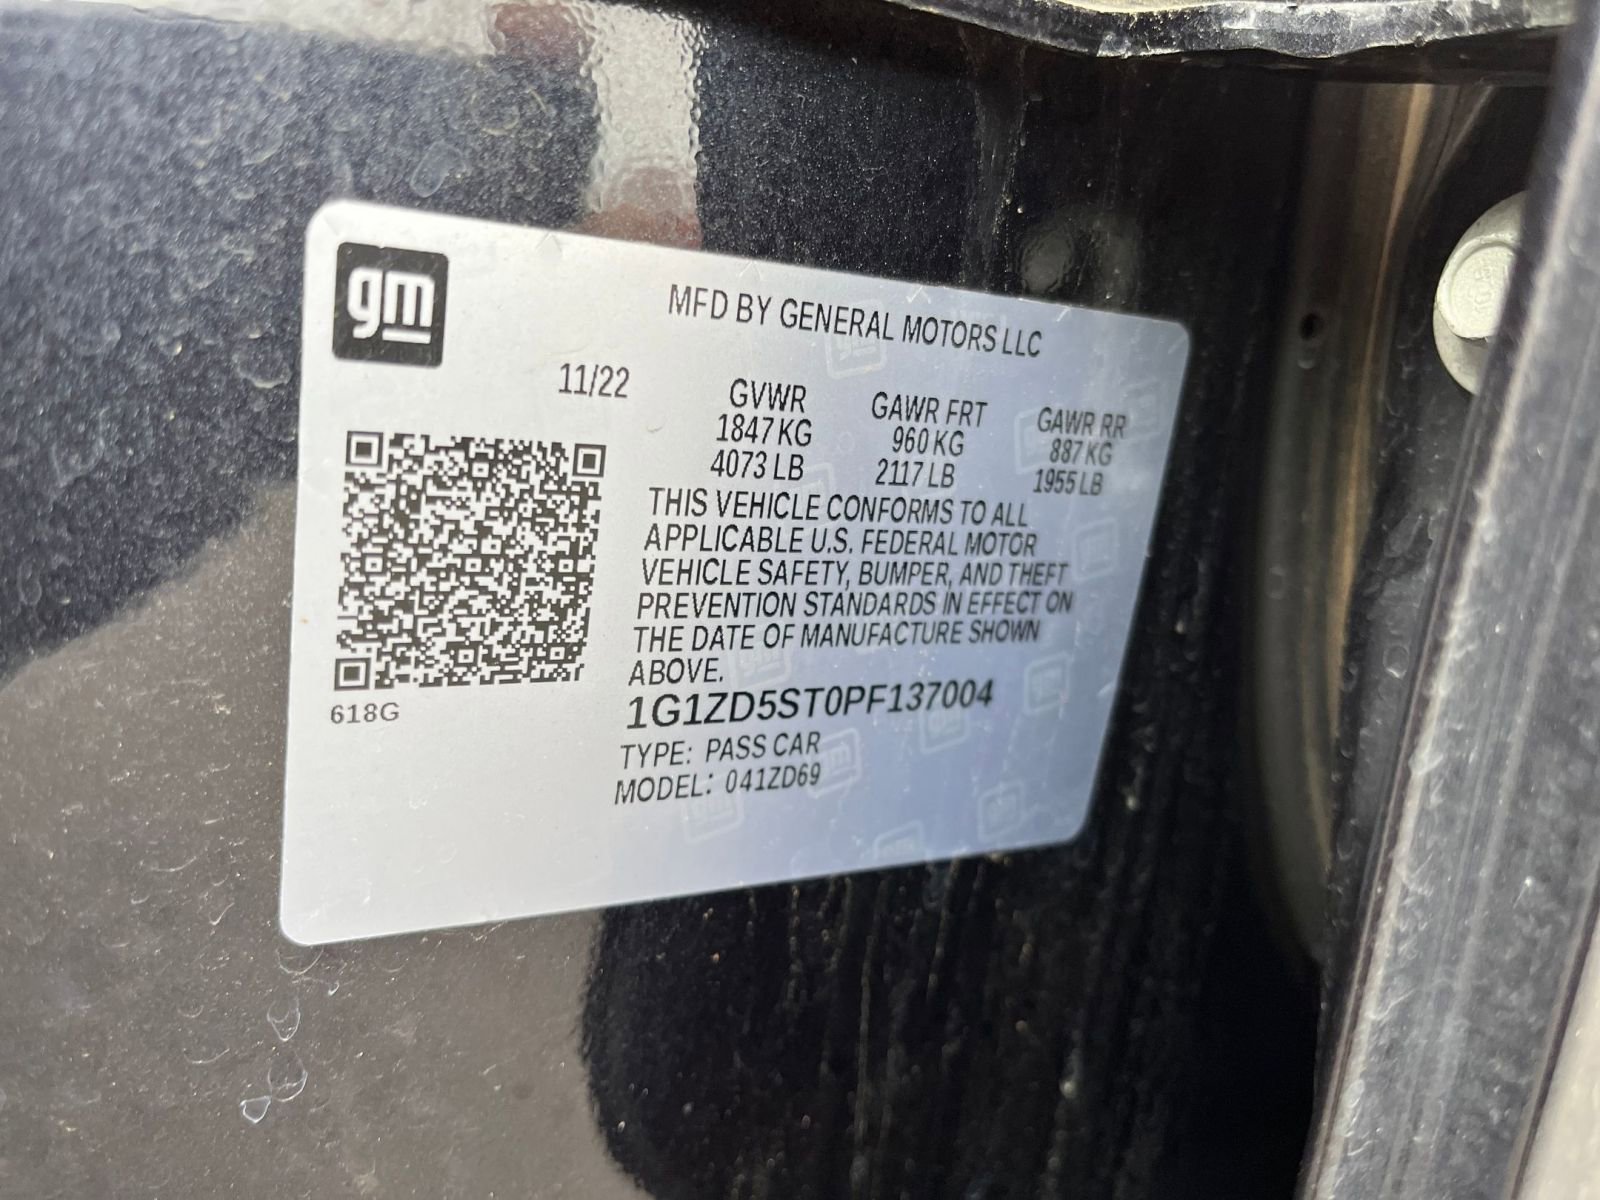 gm
MFD BY GENERAL MOTORS LLC
11/22
GVWR GAWR FRT GAWR RR
1847 KG 960 KG 887 KG
4073 LB 2117 LB 1955 LB
THIS VEHICLE CONFORMS TO ALL
APPLICABLE U.S. FEDERAL MOTOR
VEHICLE SAFETY, BUMPER, AND THEFT
PREVENTION STANDARDS IN EFFECT ON
THE DATE OF MANUFACTURE SHOWN
ABOVE.
618G
1G1ZD5ST0PF137004
TYPE: PASS CAR
MODEL: 041ZD69